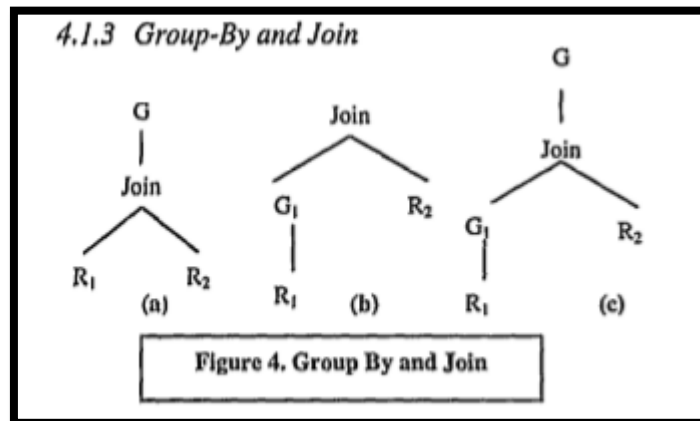 4.1.3 Group-By and Join
G
G
Join
Join
Join
G₁
R₂
G₁
R₂
R₁
R₂
R₁
R₁
(a)
(b)
(c)
Figure 4. Group By and Join